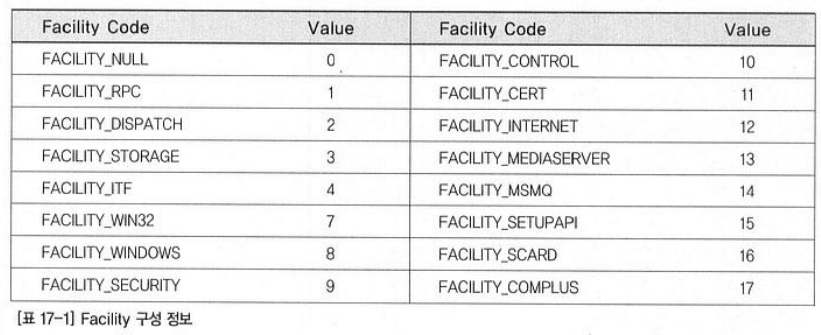 Facility Code Value Facility Code Value
FACILITY_NULL 0 FACILITY_CONTROL 10
FACILITY_RPC 1 FACILITY_CERT 11
FACILITY_DISPATCH 2 FACILITY_INTERNET 12
FACILITY_STORAGE 3 FACILITY_MEDIASERVER 13
FACILITY_ITF 4 FACILITY_MSMQ 14
FACILITY_WIN32 7 FACILITY_SETUPAPI 15
FACILITY_WINDOWS 8 FACILITY_SCARD 16
FACILITY_SECURITY 9 FACILITY_COMPLUS 17
[표 17-1] Facility 구성 정보